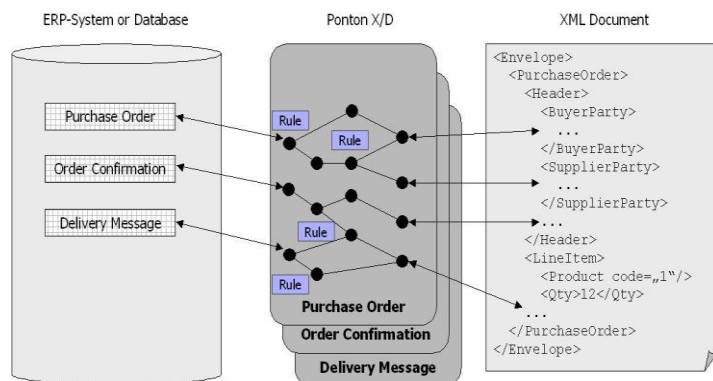 ERP-System or Database
Purchase Order
Order Confirmation
Delivery Message
Ponton X/D
Rule
Rule
Rule
Rule
Purchase Order
Order Confirmation
Delivery Message
XML Document
<Envelope>
<PurchaseOrder>
<Header>
<BuyerParty>
...
</BuyerParty>
<SupplierParty>
...
</SupplierParty>
...
</Header>
<LineItem>
<Product code=„1“/>
<Qty>12</Qty>
...
</PurchaseOrder>
</Envelope>